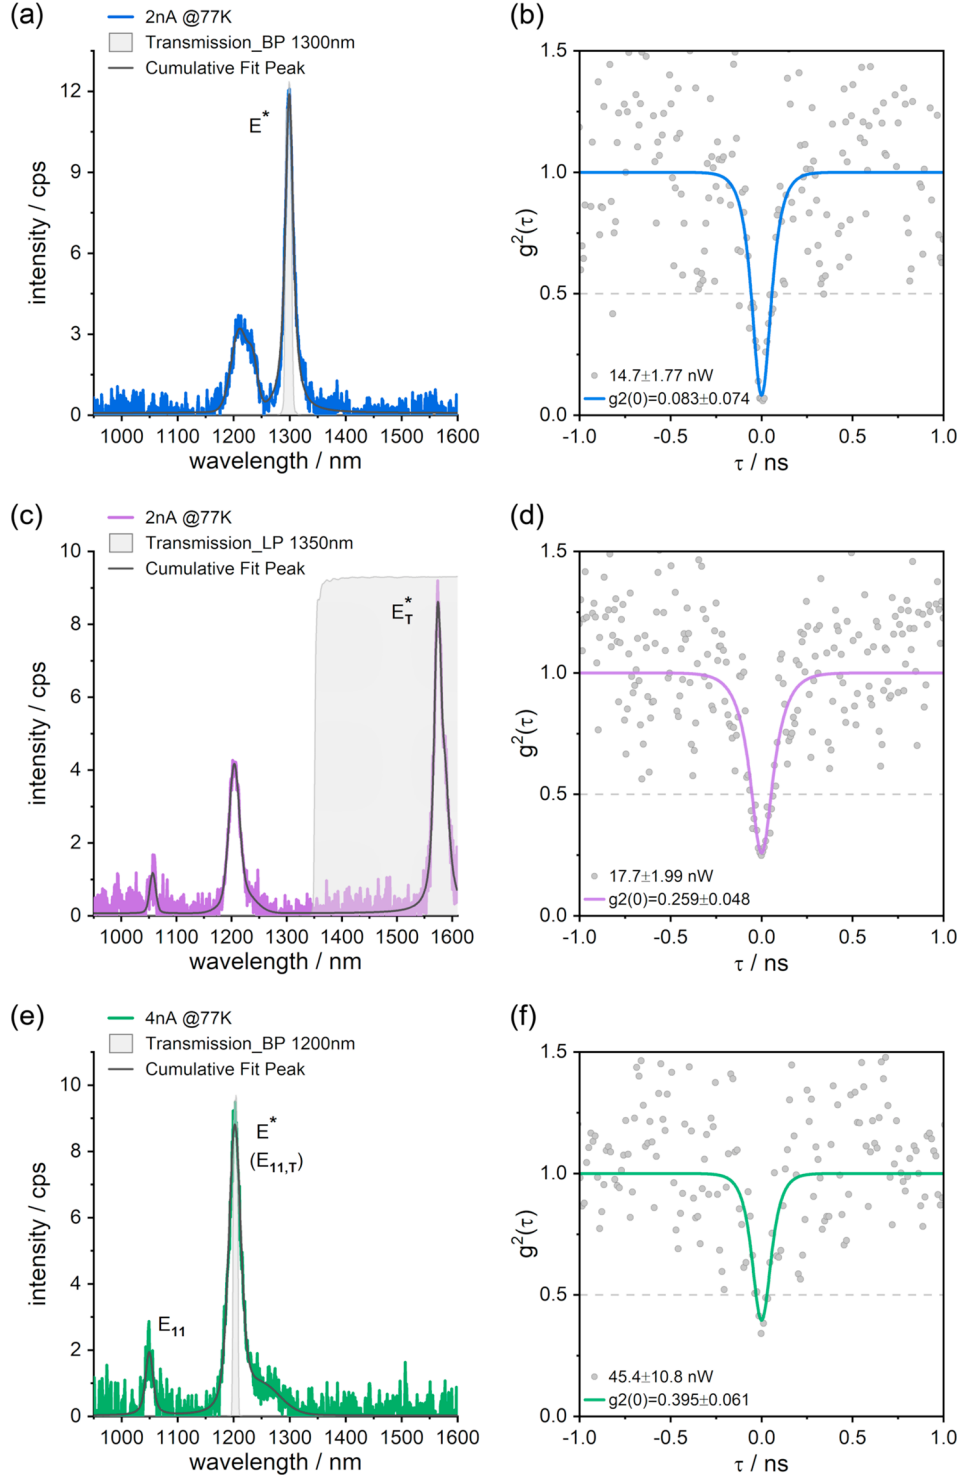 (a)
2nA @77K
Transmission_BP 1300nm
Cumulative Fit Peak
E*
intensity / cps
12
9
6
3
0
1000 1100 1200 1300 1400 1500 1600
wavelength / nm
(b)
g²(τ)
1.5
1.0
0.5
0.0
14.7±1.77 nW
g2(0)=0.083±0.074
-1.0 -0.5 0.0 0.5 1.0
τ / ns
(c)
2nA @77K
Transmission_LP 1350nm
Cumulative Fit Peak
E*T
intensity / cps
10
8
6
4
2
0
1000 1100 1200 1300 1400 1500 1600
wavelength / nm
(d)
g²(τ)
1.5
1.0
0.5
0.0
17.7±1.99 nW
g2(0)=0.259±0.048
-1.0 -0.5 0.0 0.5 1.0
τ / ns
(e)
4nA @77K
Transmission_BP 1200nm
Cumulative Fit Peak
E*
(E11,T)
E11
intensity / cps
10
8
6
4
2
0
1000 1100 1200 1300 1400 1500 1600
wavelength / nm
(f)
g²(τ)
1.5
1.0
0.5
0.0
45.4±10.8 nW
g2(0)=0.395±0.061
-1.0 -0.5 0.0 0.5 1.0
τ / ns